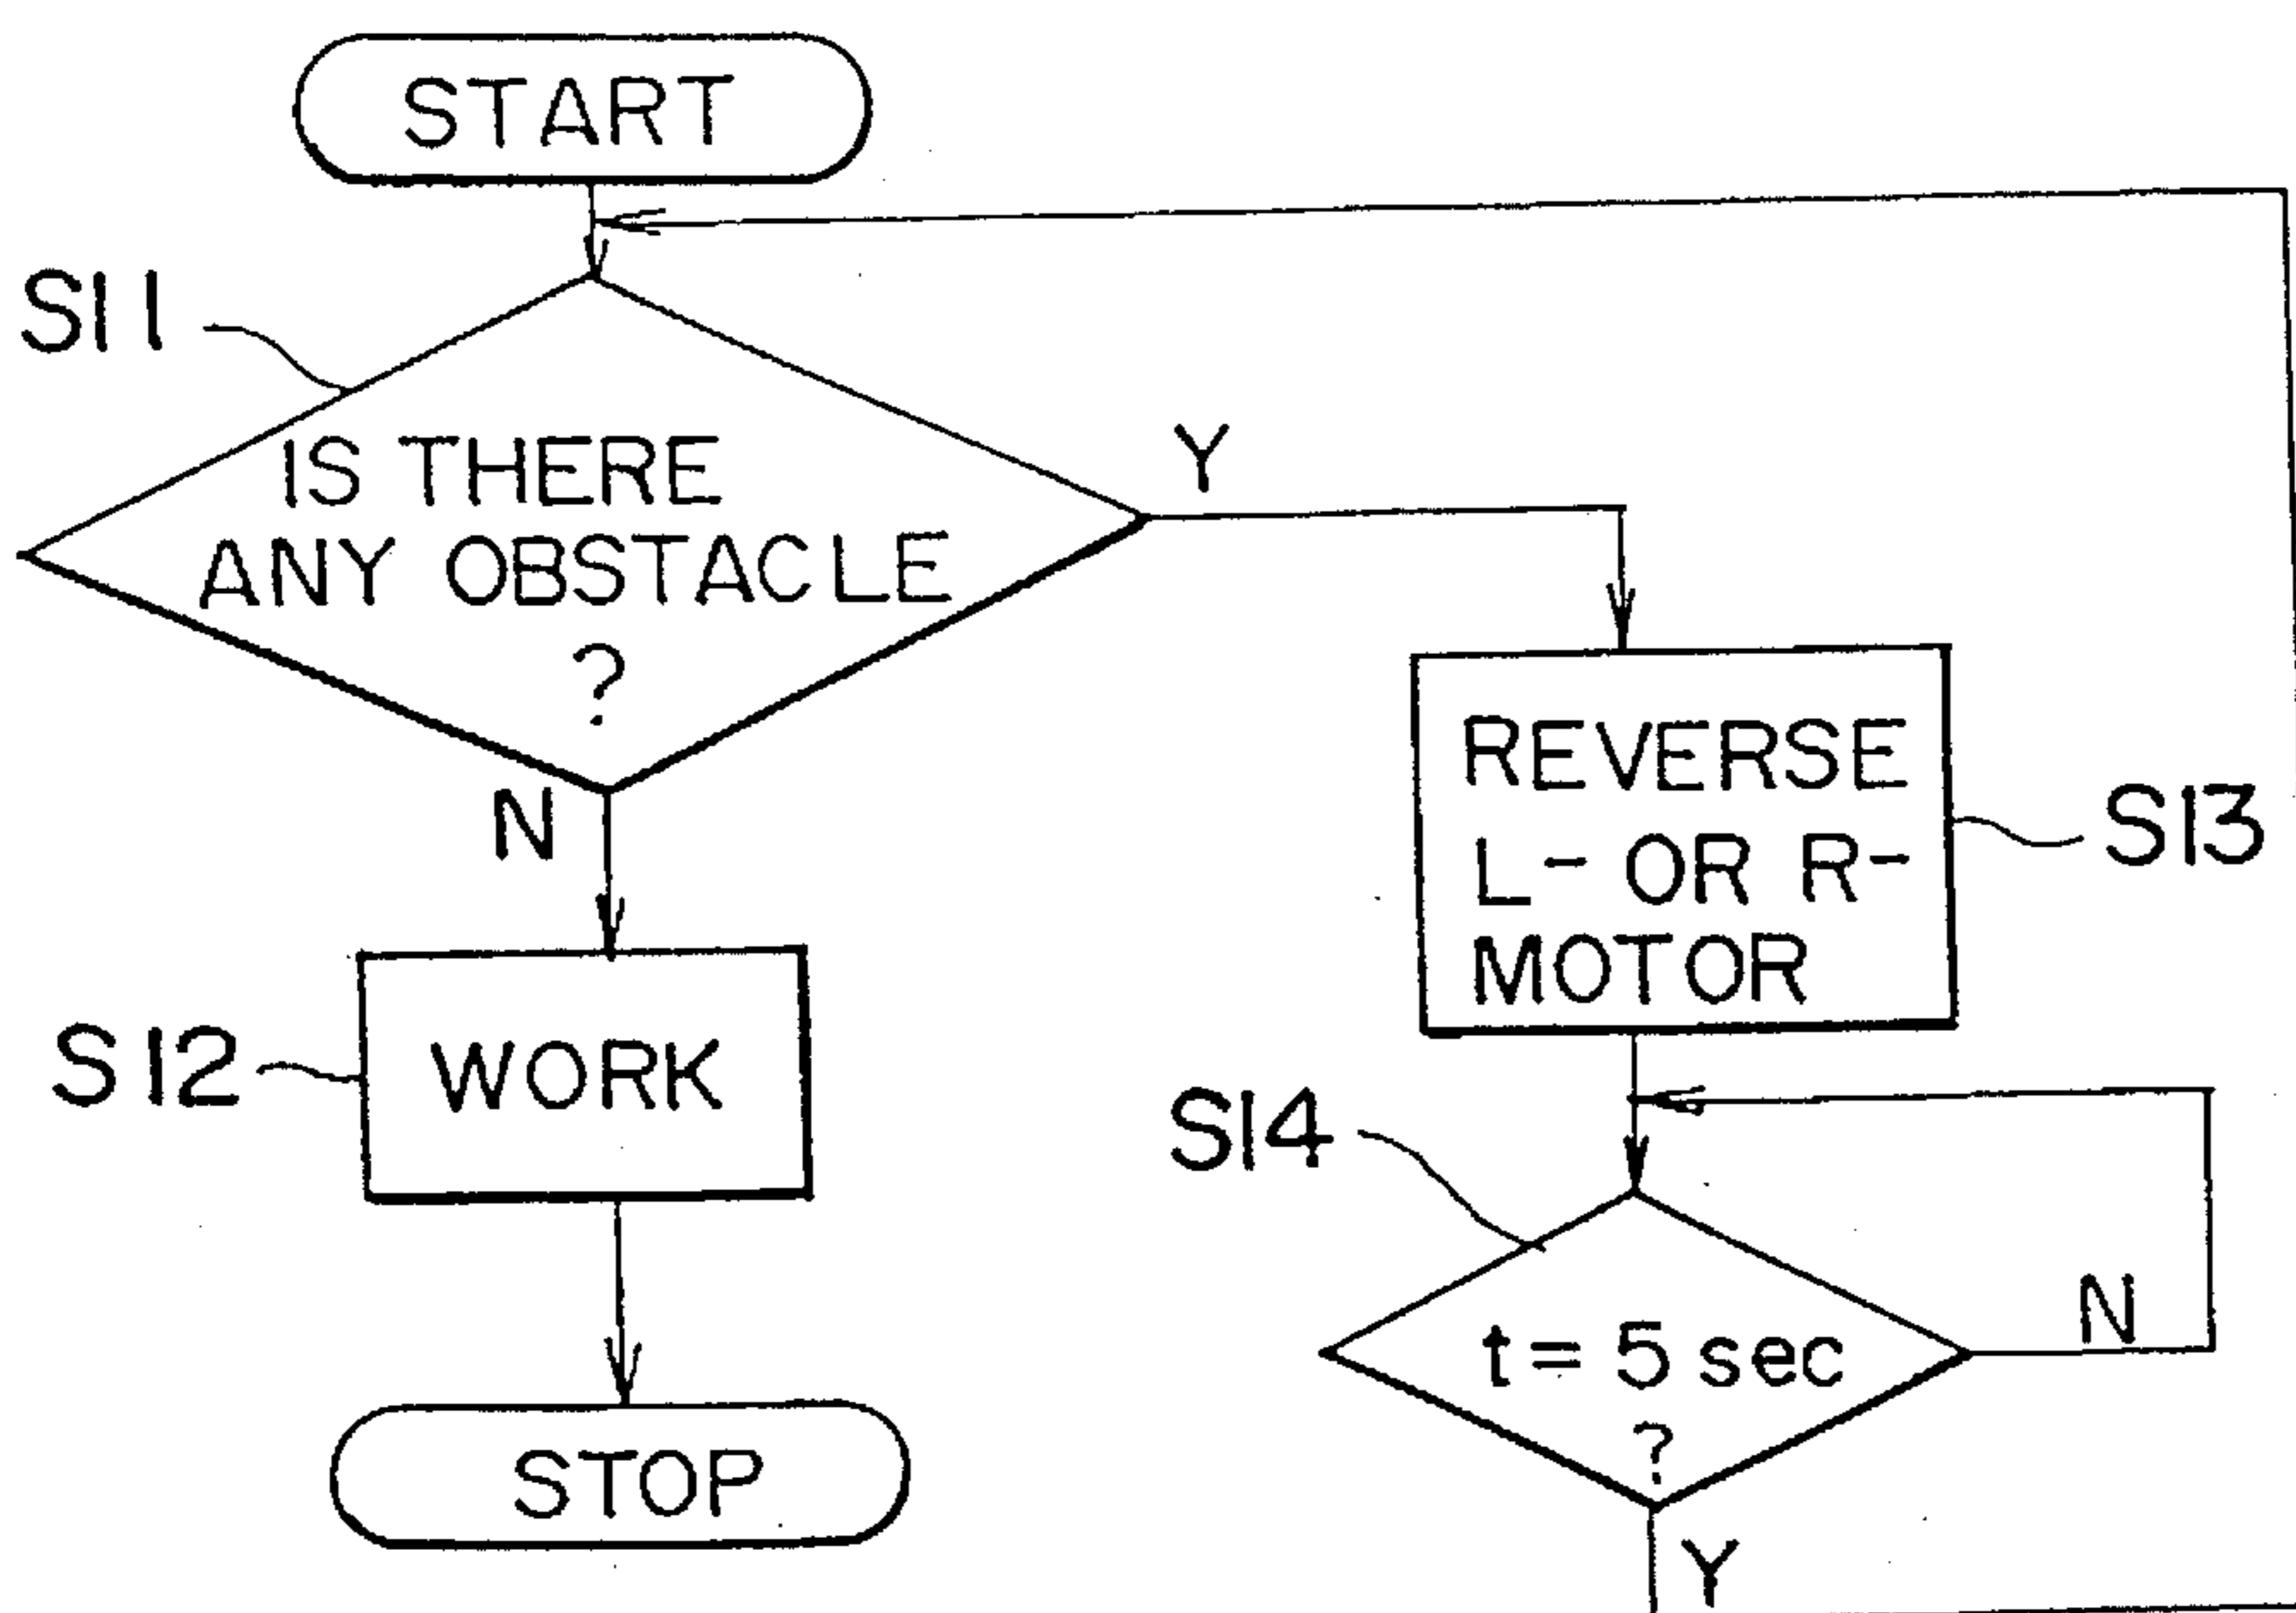 START
S11
IS THERE
ANY OBSTACLE
?
Y
N
REVERSE
L- OR R-
MOTOR
S13
S12
WORK
S14
t = 5 sec
?
N
Y
STOP